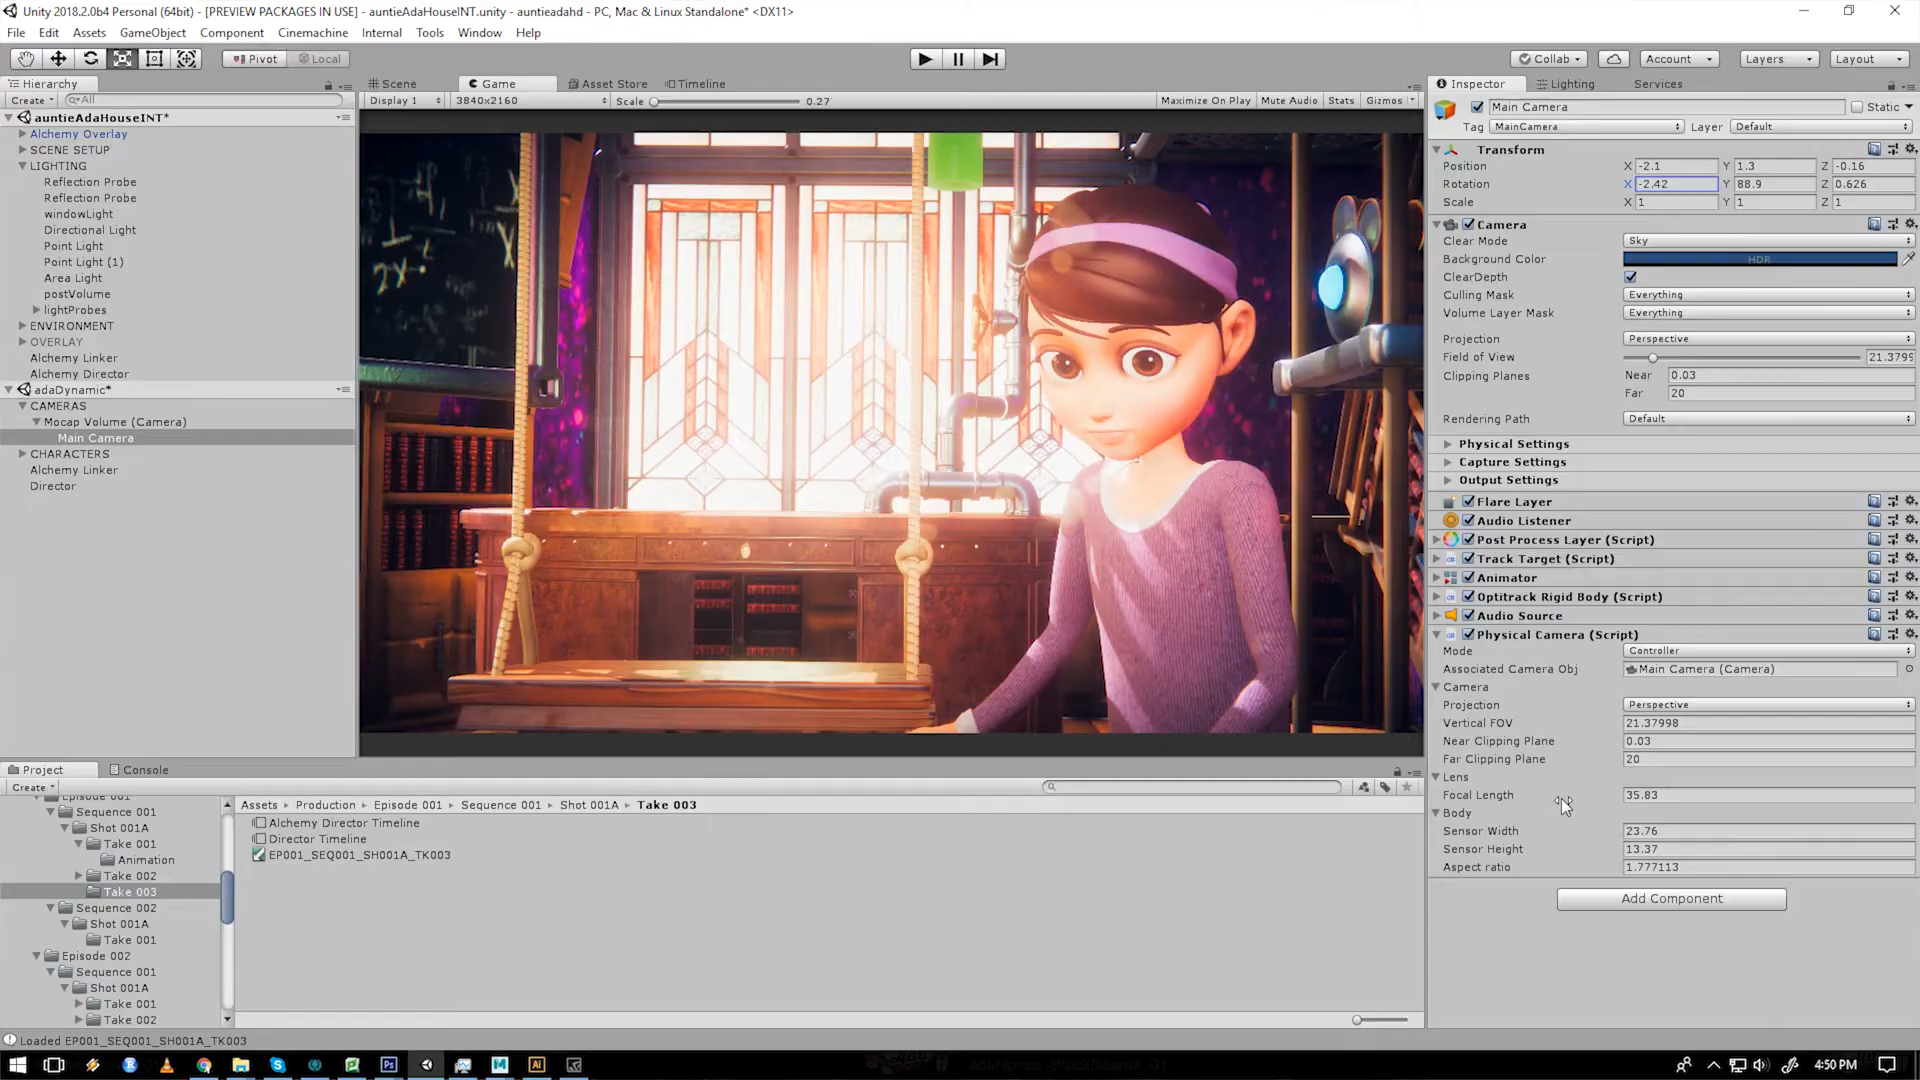 Unity 2018.2.0b4 Personal (64bit) - [PREVIEW PACKAGES IN USE] - auntieAdaHouseINT.unity - auntieadahd - PC, Mac & Linux Standalone* <DX11>
File Edit Assets GameObject Component Cinemachine Internal Tools Window Help
Pivot Local Collab Account Layers Layout
Hierarchy
Create All
auntieAdaHouseINT*
Alchemy Overlay
SCENE SETUP
LIGHTING
Reflection Probe
Reflection Probe
windowLight
Directional Light
Point Light
Point Light (1)
Area Light
postVolume
lightProbes
ENVIRONMENT
OVERLAY
Alchemy Linker
Alchemy Director
adaDynamic*
CAMERAS
Mocap Volume (Camera)
Main Camera
CHARACTERS
Alchemy Linker
Director
Scene Game Asset Store Timeline
Display 1 3840x2160 Scale 0.27 Maximize On Play Mute Audio Stats Gizmos
Inspector Lighting Services
Main Camera Static
Tag MainCamera Layer Default
Transform
Position X -2.1 Y 1.3 Z -0.16
Rotation X -2.42 Y 88.9 Z 0.626
Scale X 1 Y 1 Z 1
Camera
Clear Mode Sky
Background Color HDR
ClearDepth
Culling Mask Everything
Volume Layer Mask Everything
Projection Perspective
Field of View 21.3799
Clipping Planes Near 0.03
Far 20
Rendering Path Default
Physical Settings
Capture Settings
Output Settings
Flare Layer
Audio Listener
Post Process Layer (Script)
Track Target (Script)
Animator
Optitrack Rigid Body (Script)
Audio Source
Physical Camera (Script)
Mode Controller
Associated Camera Obj Main Camera (Camera)
Camera
Projection Perspective
Vertical FOV 21.37998
Near Clipping Plane 0.03
Far Clipping Plane 20
Lens
Focal Length 35.83
Body
Sensor Width 23.76
Sensor Height 13.37
Aspect ratio 1.777113
Add Component
Project Console
Create
Episode 001
Sequence 001
Shot 001A
Take 001
Animation
Take 002
Take 003
Sequence 002
Shot 001A
Take 001
Episode 002
Sequence 001
Shot 001A
Take 001
Take 002
Assets Production Episode 001 Sequence 001 Shot 001A Take 003
Alchemy Director Timeline
Director Timeline
EP001_SEQ001_SH001A_TK003
Loaded EP001_SEQ001_SH001A_TK003
4:50 PM